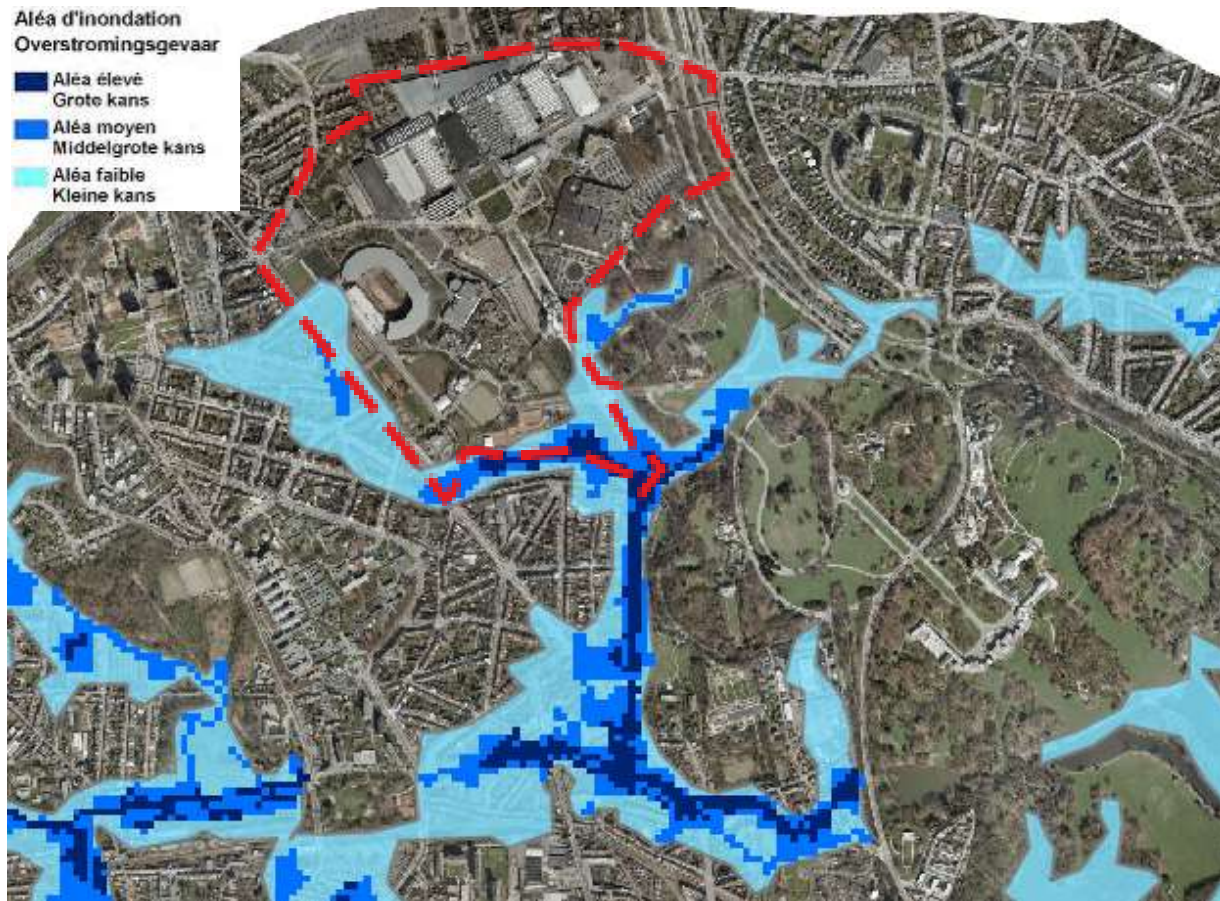 Aléa d'inondation
Overstromingsgevaar
Aléa élevé
Grote kans
Aléa moyen
Middelgrote kans
Aléa faible
Kleine kans